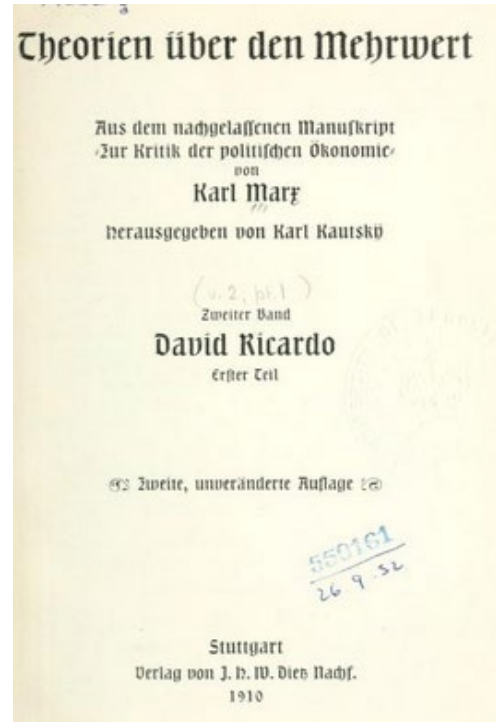 Theorien über den Mehrwert
Aus dem nachgelassenen Manuskript
„Zur Kritik der politischen Ökonomie“
von
Karl Marx
herausgegeben von Karl Kautsky
(v. 2, pt. 1)
Zweiter Band
David Ricardo
Erster Teil
Zweite, unveränderte Auflage
550161
26.9.52
Stuttgart
Verlag von J. H. W. Dietz Nachf.
1910